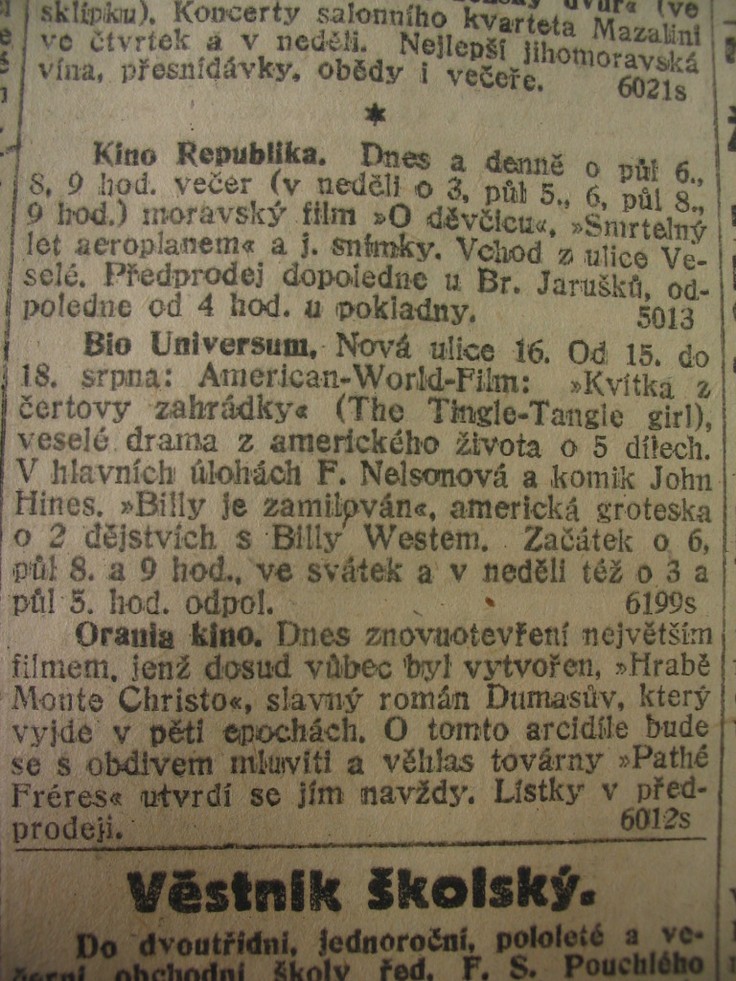 sklípku). Koncerty salonního kvarteta Mazalini
ve čtvrtek a v neděli. Nejlepší jihomoravská
vína, přesnídávky, obědy i večeře. 6021s
*
Kino Republika. Dnes a denně o půl 6.,
8, 9 hod. večer (v neděli o 3, půl 5., 6, půl 8.,
9 hod.) moravský film »O děvčicu«, »Smrtelný
let aeroplanem« a j. snímky. Vchod z ulice Ve-
selé. Předprodej dopoledne u Br. Jarušků, od-
poledne od 4 hod. u pokladny. 5013
Bio Universum, Nová ulice 16. Od 15. do
18. srpna: American-World-Film: »Kvítka z
čertovy zahrádky« (The Tingle-Tangle girl),
veselé drama z amerického života o 5 dílech.
V hlavních úlohách F. Nelsonová a komik John
Hines. »Billy je zamilován«, americká groteska
o 2 dějstvích s Billy Westem. Začátek o 6,
půl 8. a 9 hod., ve svátek a v neděli též o 3 a
půl 5. hod. odpol. 6199s
Orania kino. Dnes znovuotevření největším
filmem, jenž dosud vůbec byl vytvořen, »Hrabě
Monte Christo«, slavný román Dumasův, který
vyjde v pěti epochách. O tomto arcidíle bude
se s obdivem mluviti a věhlas továrny »Pathé
Fréres« utvrdí se jím navždy. Lístky v před-
prodeji. 6012s
Věstník školský.
Do dvoutřídní, jednoroční, pololeté a ve-
černí obchodní školy řed. F. S. Pouchlého